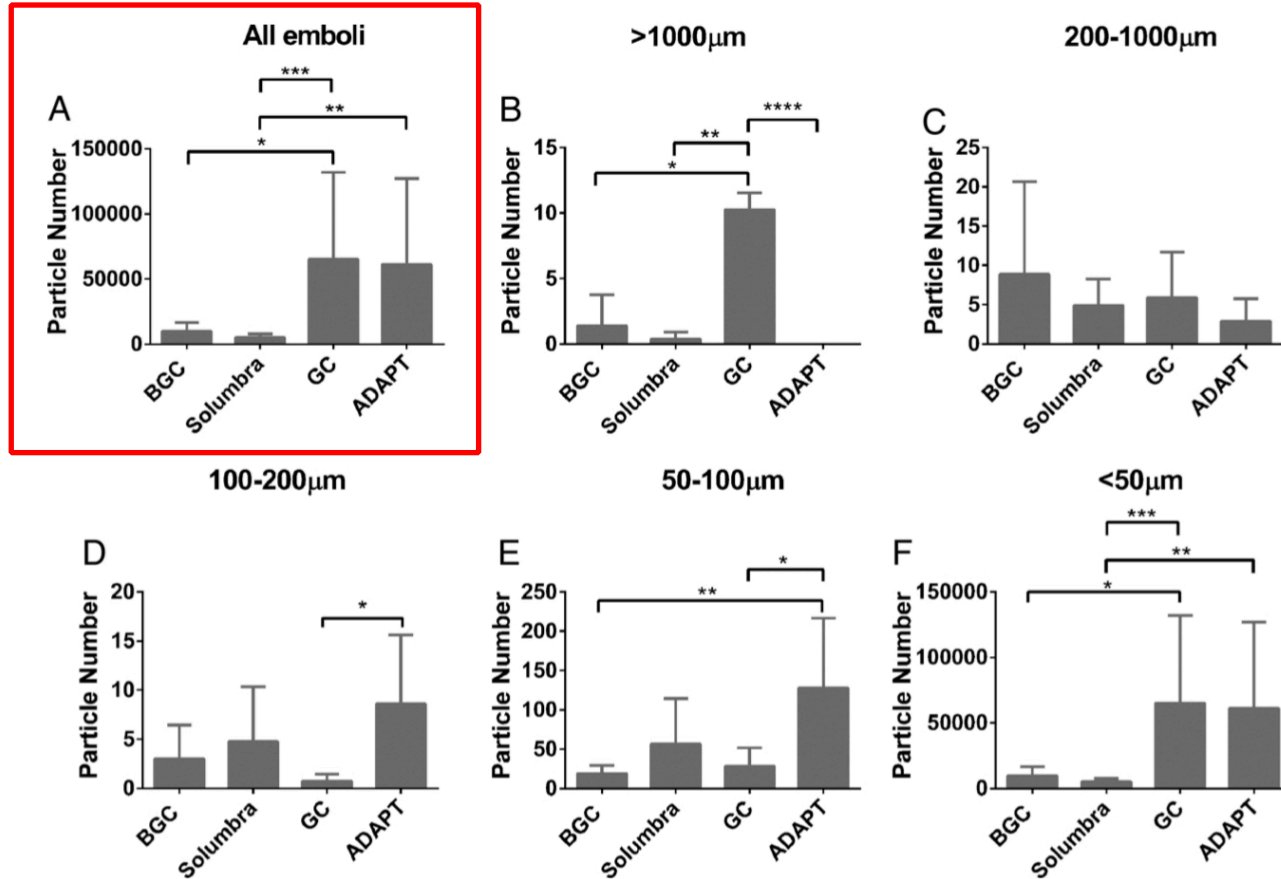 All emboli
A
***
**
*
Particle Number
150000
100000
50000
0
BGC
Solumbra
GC
ADAPT
>1000μm
B
****
**
*
Particle Number
15
10
5
0
BGC
Solumbra
GC
ADAPT
200-1000μm
C
Particle Number
25
20
15
10
5
0
BGC
Solumbra
GC
ADAPT
100-200μm
D
*
Particle Number
20
15
10
5
0
BGC
Solumbra
GC
ADAPT
50-100μm
E
*
**
Particle Number
250
200
150
100
50
0
BGC
Solumbra
GC
ADAPT
<50μm
F
***
**
*
Particle Number
150000
100000
50000
0
BGC
Solumbra
GC
ADAPT